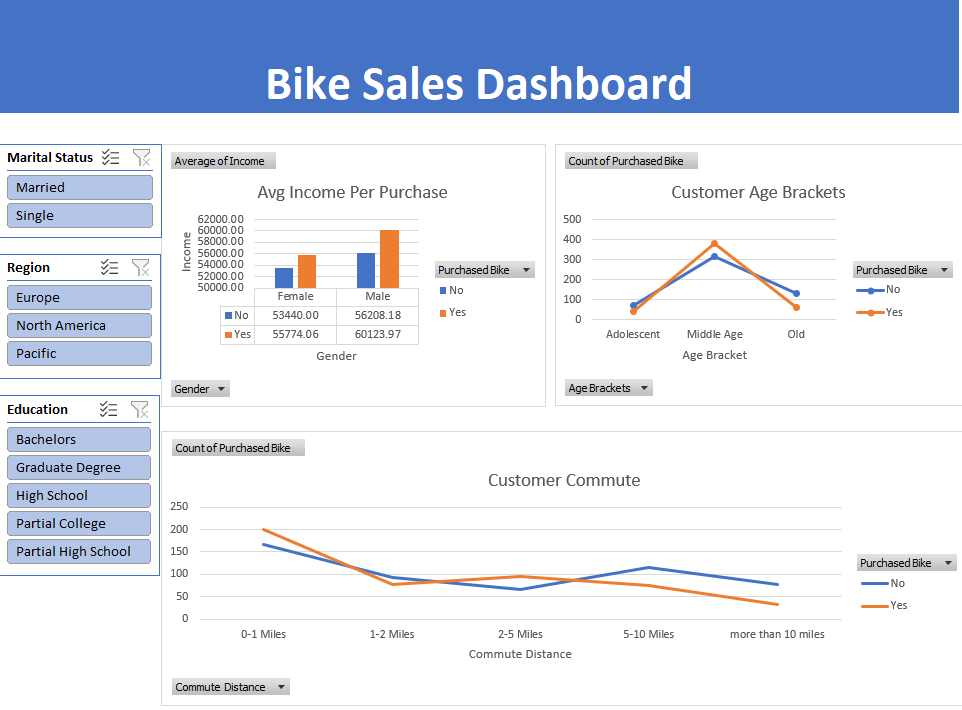 Bike Sales Dashboard
Marital Status
Married
Single
Region
Europe
North America
Pacific
Education
Bachelors
Graduate Degree
High School
Partial College
Partial High School
Average of Income
Avg Income Per Purchase
Income
62000.00
60000.00
58000.00
56000.00
54000.00
52000.00
50000.00
Female Male
No 53440.00 56208.18
Yes 55774.06 60123.97
Gender
Purchased Bike
No
Yes
Gender
Count of Purchased Bike
Customer Age Brackets
500
400
300
200
100
0
Adolescent Middle Age Old
Age Bracket
Purchased Bike
No
Yes
Age Brackets
Count of Purchased Bike
Customer Commute
250
200
150
100
50
0
0-1 Miles 1-2 Miles 2-5 Miles 5-10 Miles more than 10 miles
Commute Distance
Purchased Bike
No
Yes
Commute Distance